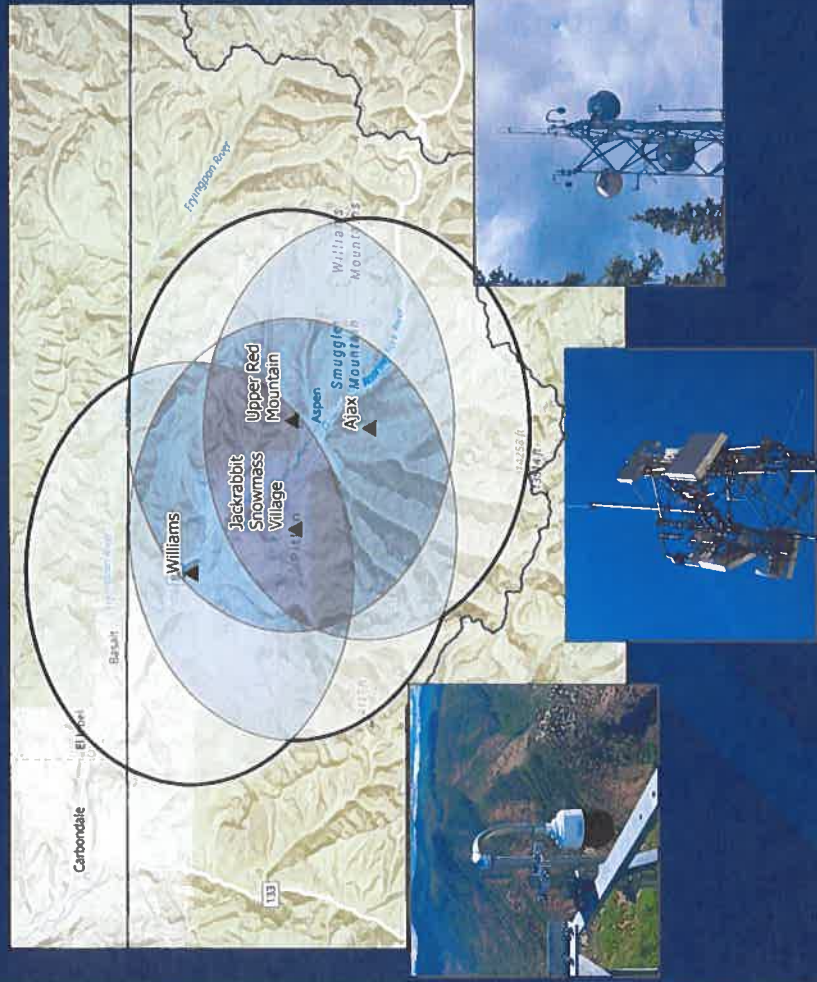 Carbondale
El Jebel
Basalt
133
Fryingpan River
Williams
Jackrabbit
Snowmass
Village
Upper Red
Mountain
Aspen
Ajax
Smuggler
Mountain
Williams
Mountains